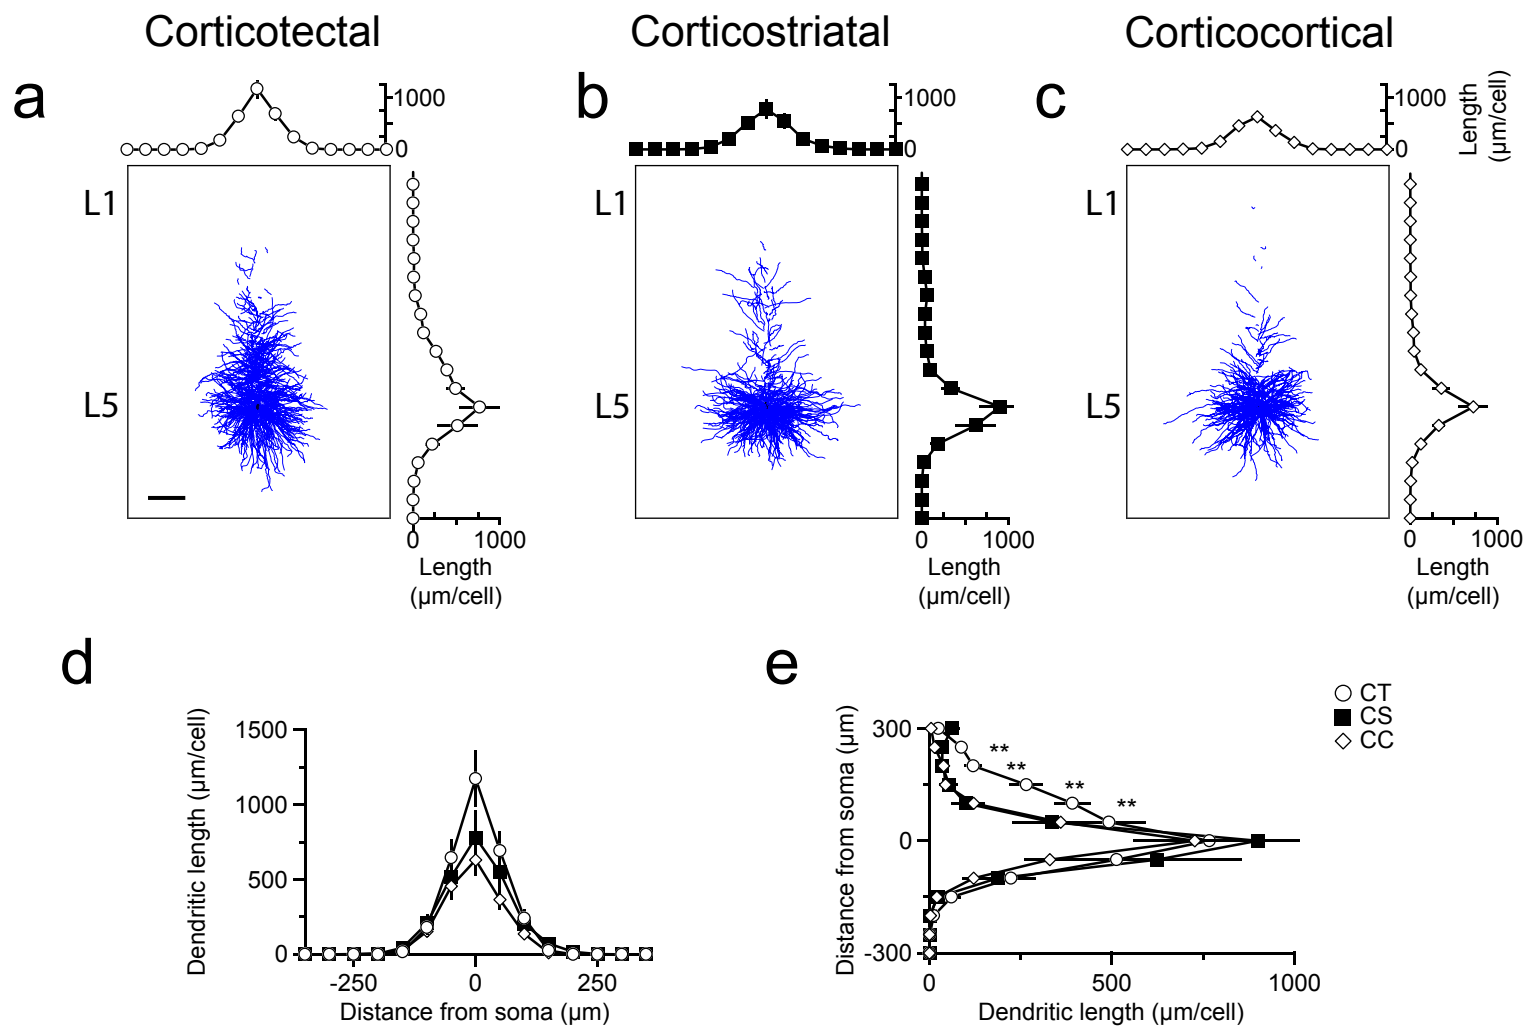 Corticotectal
Corticostriatal
Corticocortical
a
1000
0
L1
L5
0 1000
Length
(µm/cell)
b
1000
0
L1
L5
0 1000
Length
(µm/cell)
c
1000
0
Length
(µm/cell)
L1
L5
0 1000
Length
(µm/cell)
d
Dendritic length (µm/cell)
1500
1000
500
0
-250 0 250
Distance from soma (µm)
e
CT
CS
CC
Distance from soma (µm)
300
0
-300
**
**
**
**
0 500 1000
Dendritic length (µm/cell)